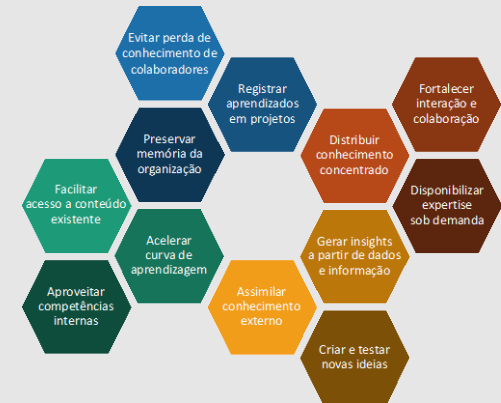 Evitar perda de
conhecimento de
colaboradores
Registrar
aprendizados
em projetos
Fortalecer
interação e
colaboração
Preservar
memória da
organização
Distribuir
conhecimento
concentrado
Facilitar
acesso a conteúdo
existente
Disponibilizar
expertise
sob demanda
Acelerar
curva de
aprendizagem
Gerar insights
a partir de dados
e informação
Aproveitar
competências
internas
Assimilar
conhecimento
externo
Criar e testar
novas ideias